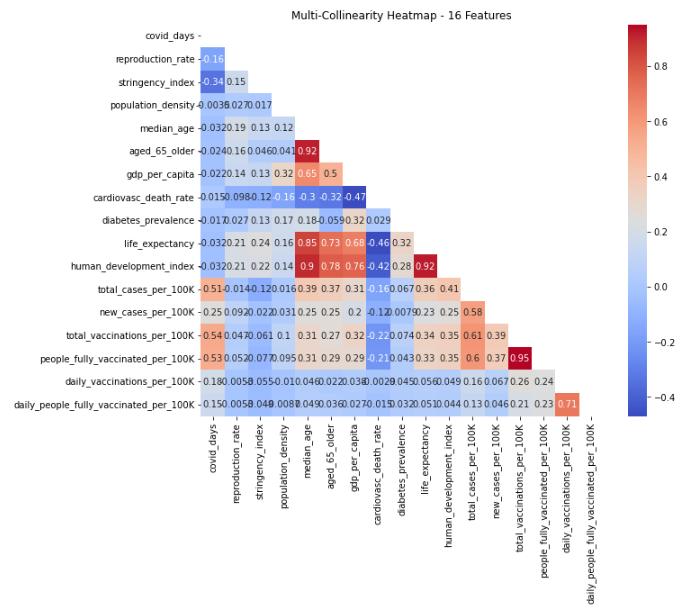 Multi-Collinearity Heatmap - 16 Features
covid_days
reproduction_rate -0.16
stringency_index -0.34 0.15
population_density -0.0035 0.027 0.017
median_age -0.032 0.19 0.13 0.12
aged_65_older -0.024 0.16 0.046 0.041 0.92
gdp_per_capita -0.022 0.14 0.13 0.32 0.65 0.5
cardiovasc_death_rate -0.015 -0.098 -0.12 -0.16 -0.3 -0.32 -0.47
diabetes_prevalence -0.017 0.027 0.13 0.17 0.18 -0.059 0.32 0.029
life_expectancy -0.032 0.21 0.24 0.16 0.85 0.73 0.68 -0.46 0.32
human_development_index -0.032 0.21 0.22 0.14 0.9 0.78 0.76 -0.42 0.28 0.92
total_cases_per_100K 0.51 -0.014 -0.12 0.016 0.39 0.37 0.31 -0.16 0.067 0.36 0.41
new_cases_per_100K 0.25 0.092 -0.022 0.031 0.25 0.25 0.2 -0.12 0.0079 0.23 0.25 0.58
total_vaccinations_per_100K 0.54 0.047 -0.061 0.1 0.31 0.27 0.32 -0.22 0.074 0.34 0.35 0.61 0.39
people_fully_vaccinated_per_100K 0.53 0.052 -0.077 0.095 0.31 0.29 0.29 -0.21 0.043 0.33 0.35 0.6 0.37 0.95
daily_vaccinations_per_100K 0.18 0.046 0.022 0.038 0.045 0.056 0.049 0.16 0.067 0.26 0.24
daily_people_fully_vaccinated_per_100K 0.15 0.0087 0.049 0.036 0.027 0.032 0.051 0.044 0.13 0.046 0.21 0.23 0.71
0.8
0.6
0.4
0.2
0.0
−0.2
−0.4
covid_days
reproduction_rate
stringency_index
population_density
median_age
aged_65_older
gdp_per_capita
cardiovasc_death_rate
diabetes_prevalence
life_expectancy
human_development_index
total_cases_per_100K
new_cases_per_100K
total_vaccinations_per_100K
people_fully_vaccinated_per_100K
daily_vaccinations_per_100K
daily_people_fully_vaccinated_per_100K